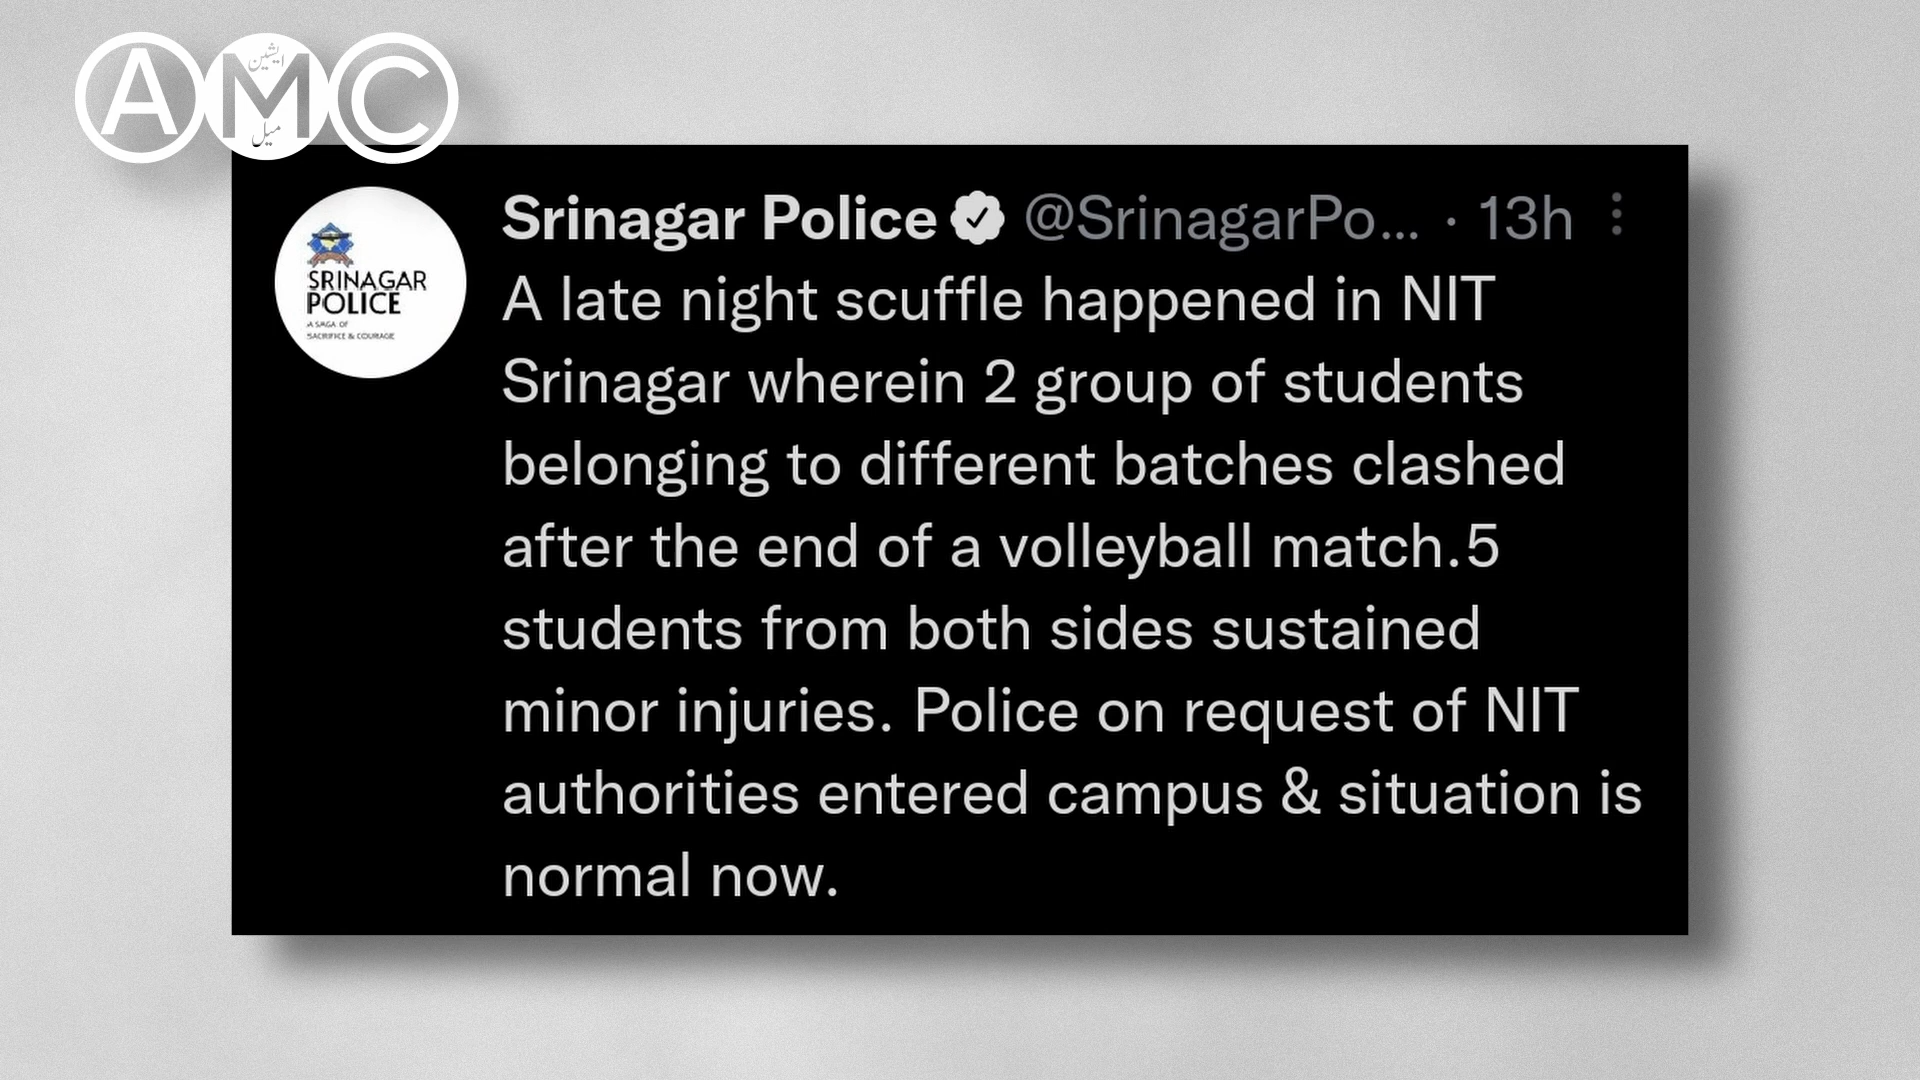 AMC
ایشین
میل
SRINAGAR
POLICE
A SAGA OF
SACRIFICE & COURAGE
Srinagar Police @SrinagarPo... · 13h
A late night scuffle happened in NIT
Srinagar wherein 2 group of students
belonging to different batches clashed
after the end of a volleyball match.5
students from both sides sustained
minor injuries. Police on request of NIT
authorities entered campus & situation is
normal now.